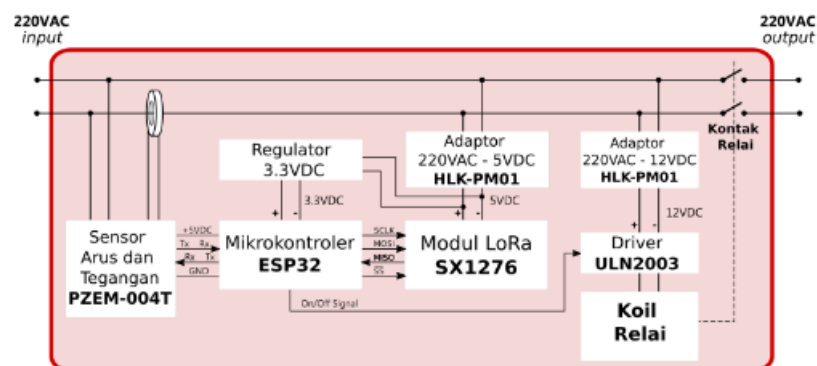 220VAC
input
220VAC
output
Kontak
Relai
Regulator
3.3VDC
Adaptor
220VAC - 5VDC
HLK-PM01
Adaptor
220VAC - 12VDC
HLK-PM01
+ -
3.3VDC
+ -
5VDC
+ -
12VDC
Sensor
Arus dan
Tegangan
PZEM-004T
+5VDC
Tx Rx
Rx Tx
GND
Mikrokontroler
ESP32
SCLK
MOSI
MISO
SS
Modul LoRa
SX1276
Driver
ULN2003
On/Off Signal
Koil
Relai